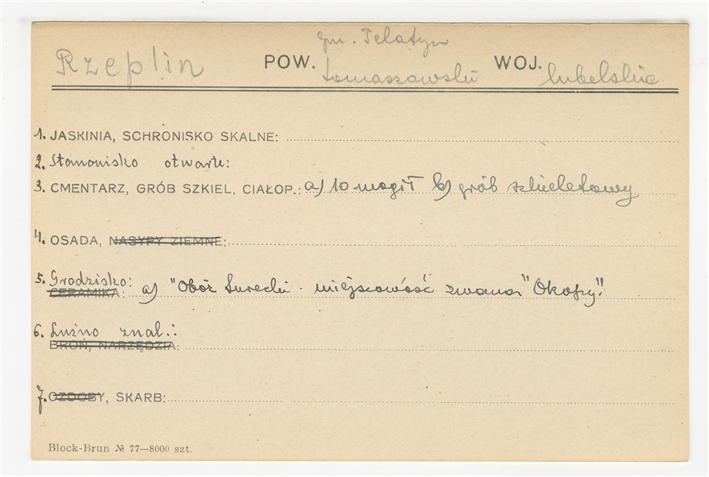 gm. Telatyn
Rzeplin POW. tomaszowski WOJ. lubelskie
1. JASKINIA, SCHRONISKO SKALNE:
2. Stanowisko otwarte:
3. CMENTARZ, GRÓB SZKIEL. CIAŁOP.: a) 10 mogił b) grób szkieletowy
4. OSADA, NASYPY ZIEMNE:
5. Grodzisko:
CERAMIKA: a) "Obóz turecki - miejscowość zwana "Okopy".
6. Luźno znal.:
BROŃ, NARZĘDZIA:
7. OZDOBY, SKARB:
Block-Brun № 77—8000 szt.